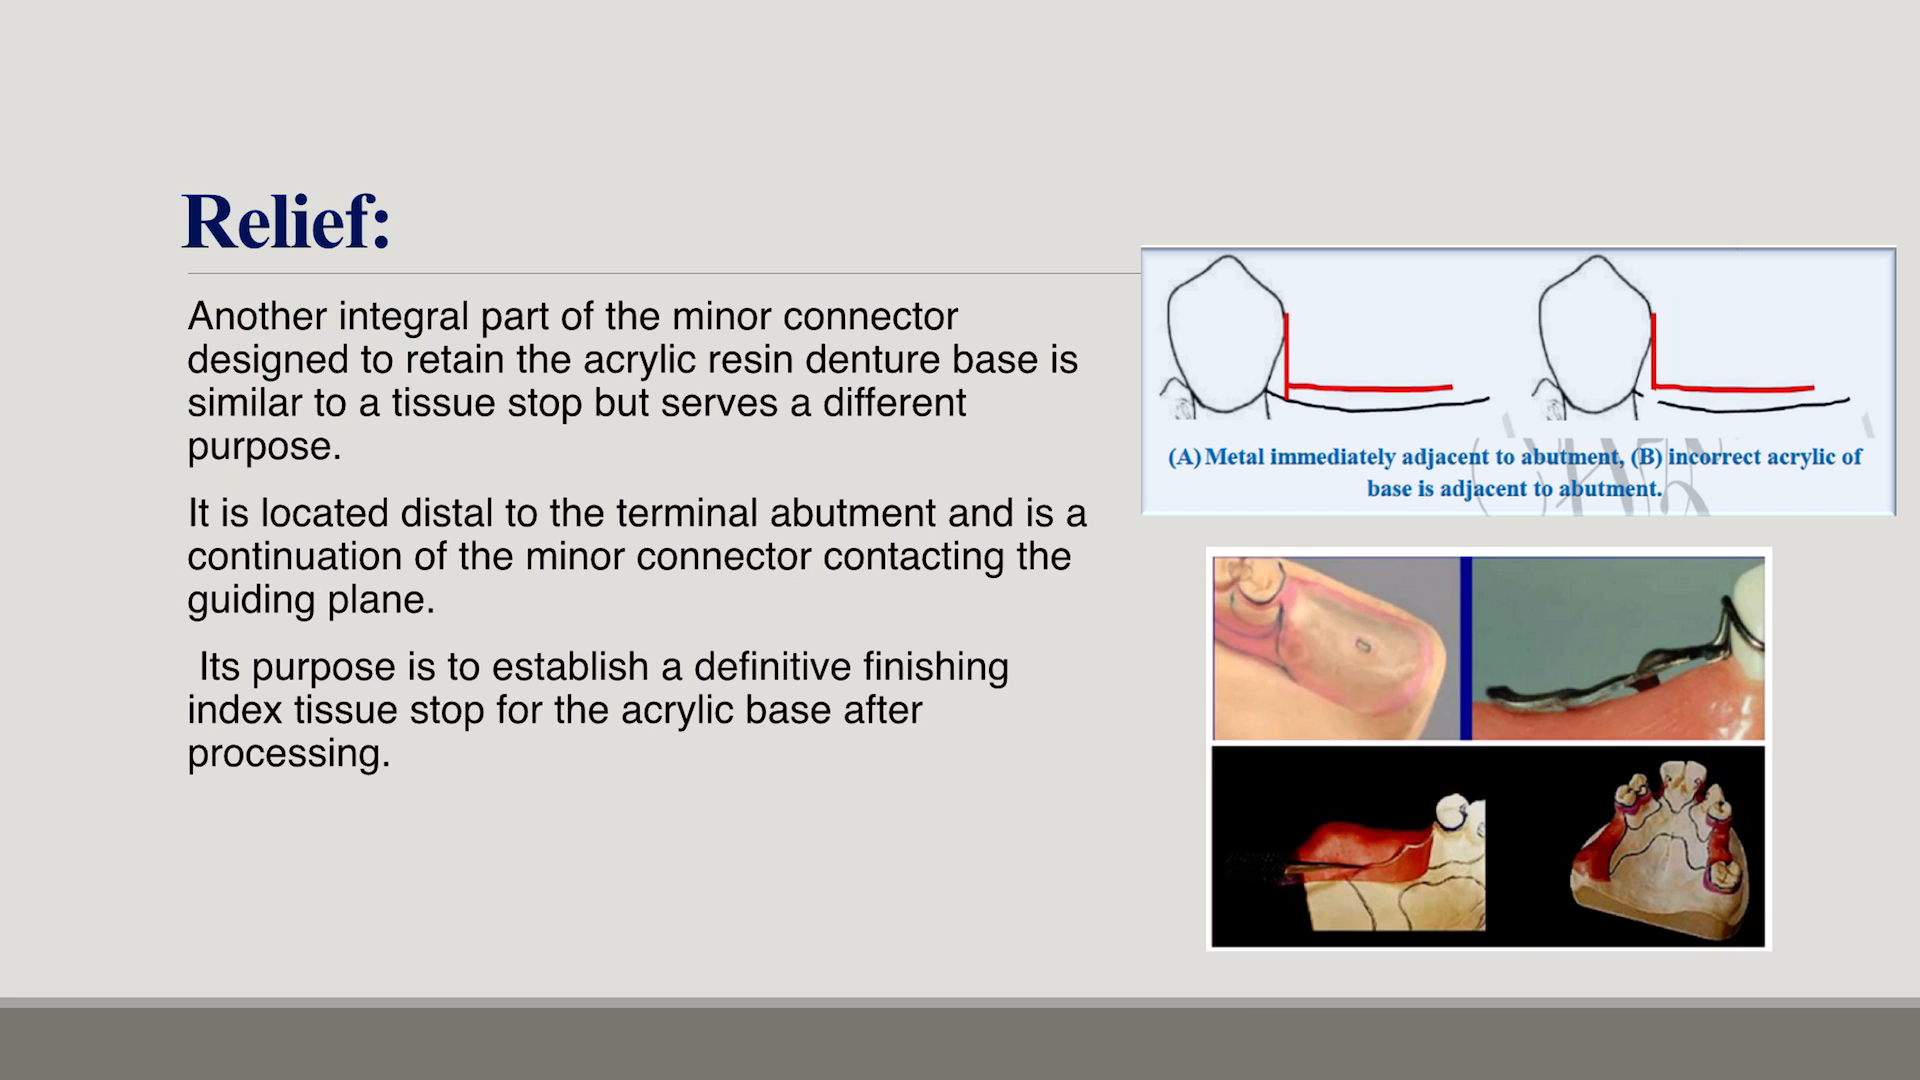 Relief:
Another integral part of the minor connector
designed to retain the acrylic resin denture base is
similar to a tissue stop but serves a different
purpose.
It is located distal to the terminal abutment and is a
continuation of the minor connector contacting the
guiding plane.
Its purpose is to establish a definitive finishing
index tissue stop for the acrylic base after
processing.
(A) Metal immediately adjacent to abutment, (B) incorrect acrylic of
base is adjacent to abutment.